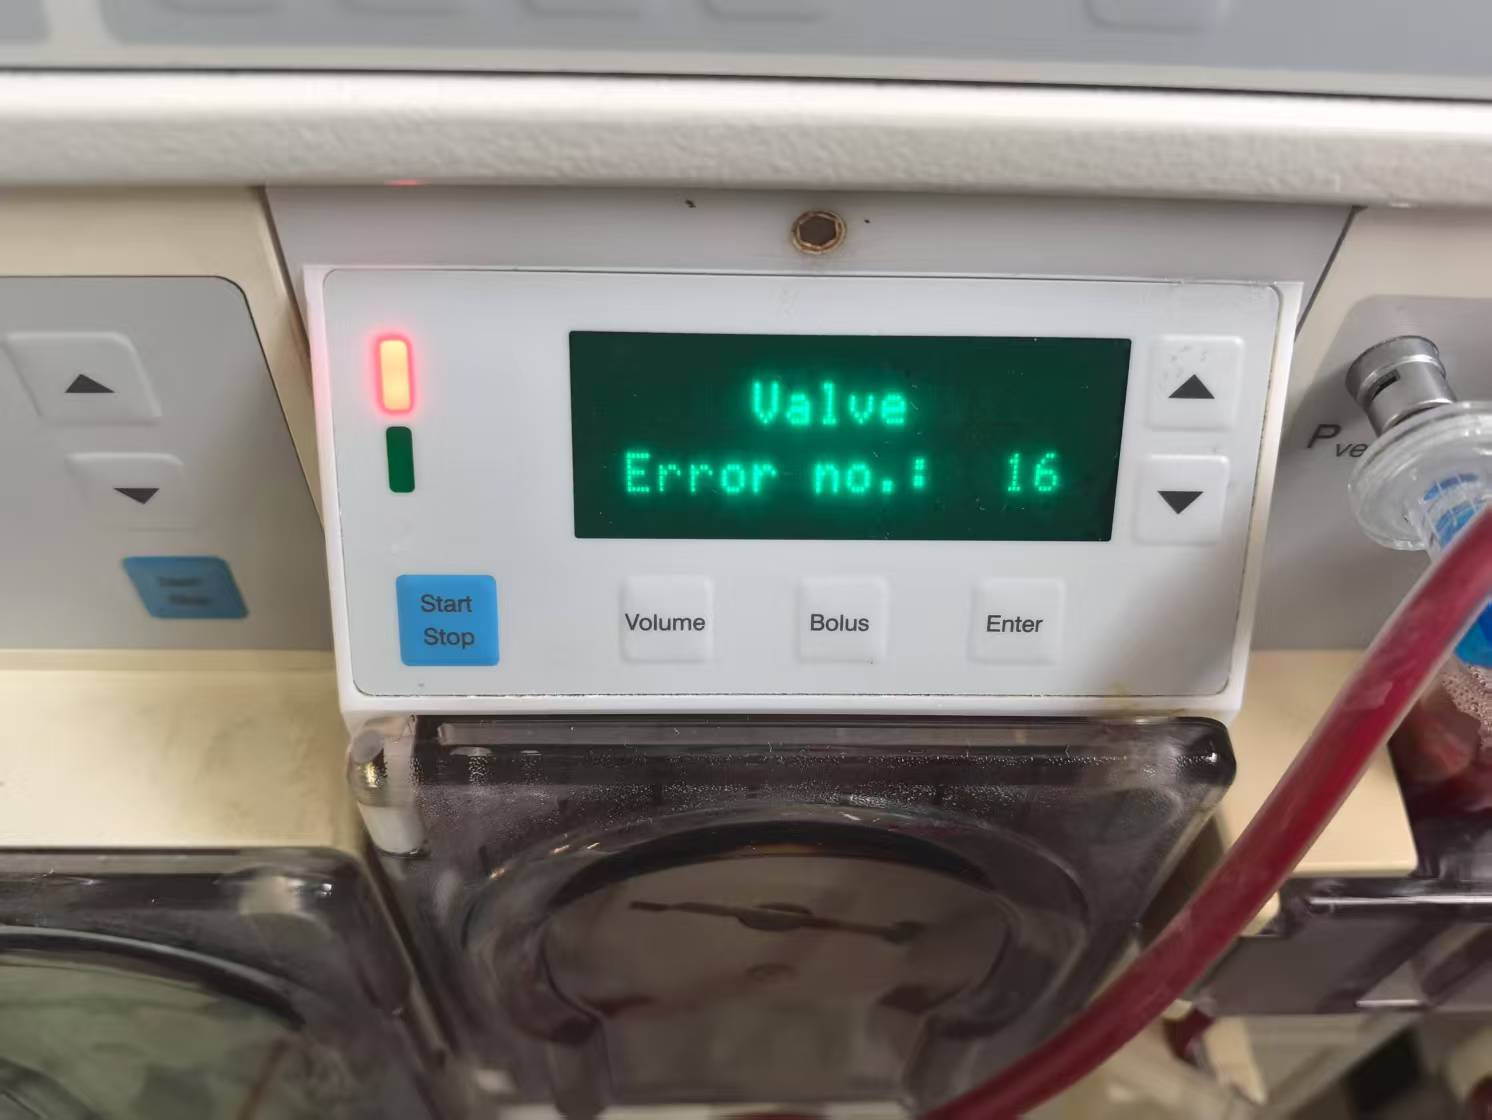 Valve
Error no.: 16
Start
Stop
Volume
Bolus
Enter